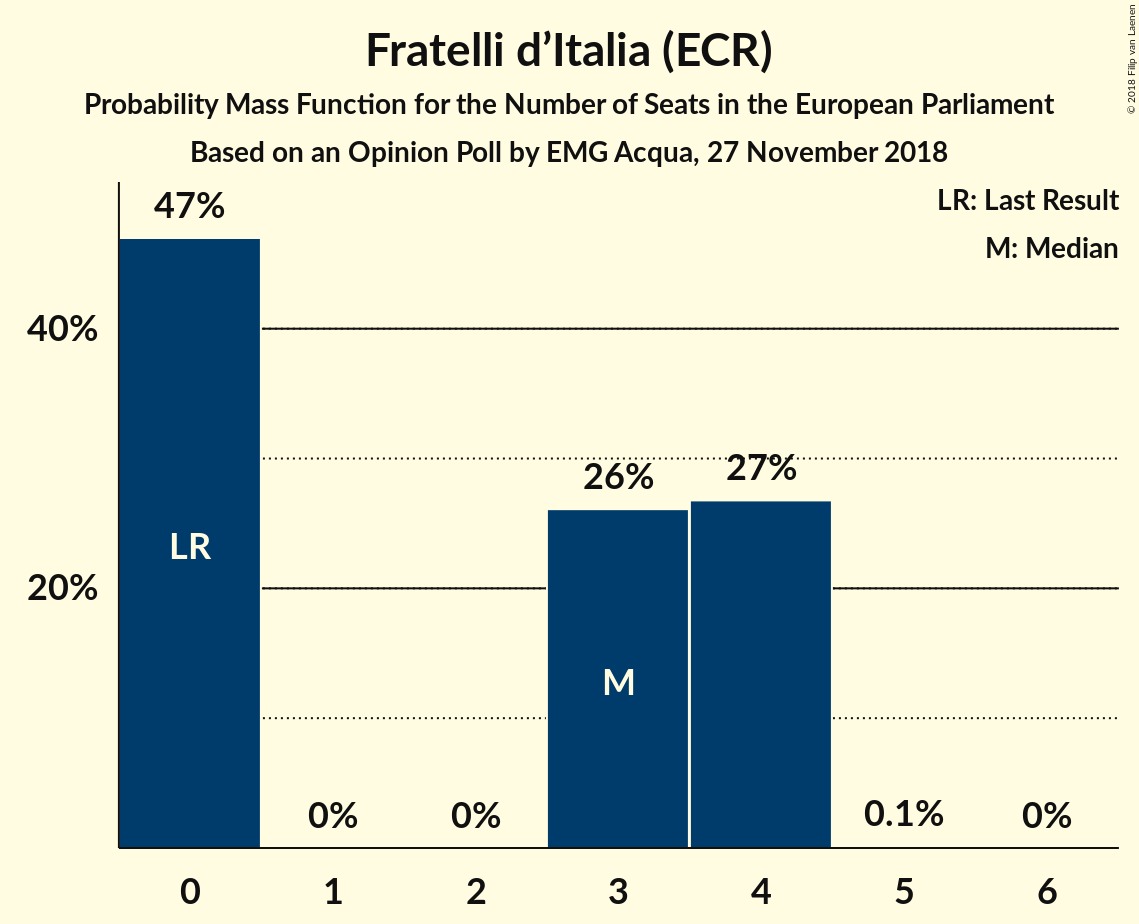 Fratelli d’Italia (ECR)
Probability Mass Function for the Number of Seats in the European Parliament
Based on an Opinion Poll by EMG Acqua, 27 November 2018
© 2018 Filip van Laenen
LR: Last Result
M: Median
47%
40%
26%
27%
LR
20%
M
0%
0%
0.1%
0%
0
1
2
3
4
5
6